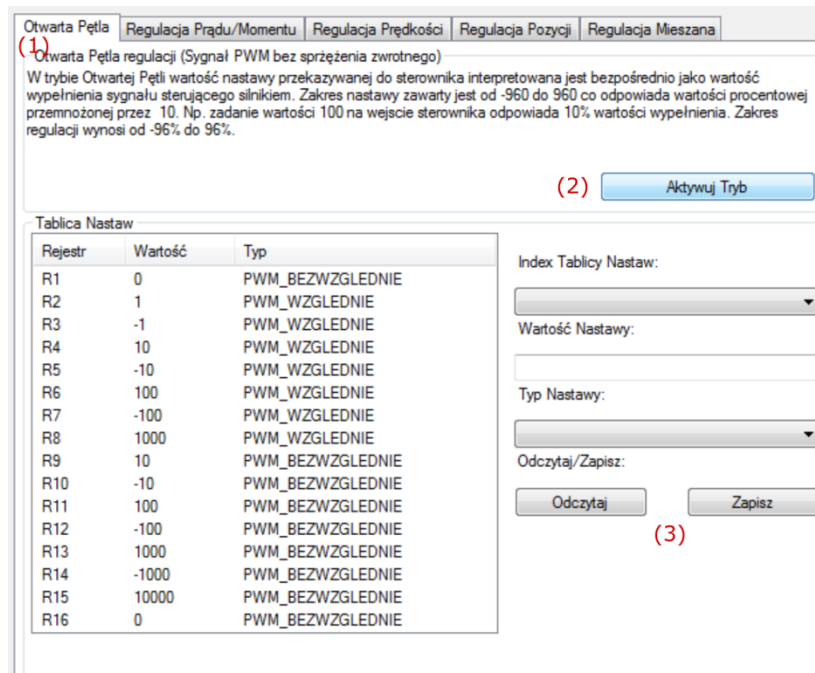 Otwarta Pętla Regulacja Prądu/Momentu Regulacja Prędkości Regulacja Pozycji Regulacja Mieszana
(1)
Otwarta Pętla regulacji (Sygnał PWM bez sprzężenia zwrotnego)
W trybie Otwartej Pętli wartość nastawy przekazywanej do sterownika interpretowana jest bezpośrednio jako wartość
wypełnienia sygnału sterującego silnikiem. Zakres nastawy zawarty jest od -960 do 960 co odpowiada wartości procentowej
przemnożonej przez 10. Np. zadanie wartości 100 na wejscie sterownika odpowiada 10% wartości wypełnienia. Zakres
regulacji wynosi od -96% do 96%.
(2) Aktywuj Tryb
Tablica Nastaw
Rejestr Wartość Typ
R1 0 PWM_BEZWZGLEDNIE
R2 1 PWM_WZGLEDNIE
R3 -1 PWM_WZGLEDNIE
R4 10 PWM_WZGLEDNIE
R5 -10 PWM_WZGLEDNIE
R6 100 PWM_WZGLEDNIE
R7 -100 PWM_WZGLEDNIE
R8 1000 PWM_WZGLEDNIE
R9 10 PWM_BEZWZGLEDNIE
R10 -10 PWM_BEZWZGLEDNIE
R11 100 PWM_BEZWZGLEDNIE
R12 -100 PWM_BEZWZGLEDNIE
R13 1000 PWM_BEZWZGLEDNIE
R14 -1000 PWM_BEZWZGLEDNIE
R15 10000 PWM_BEZWZGLEDNIE
R16 0 PWM_BEZWZGLEDNIE
Index Tablicy Nastaw:
Wartość Nastawy:
Typ Nastawy:
Odczytaj/Zapisz:
Odczytaj Zapisz
(3)